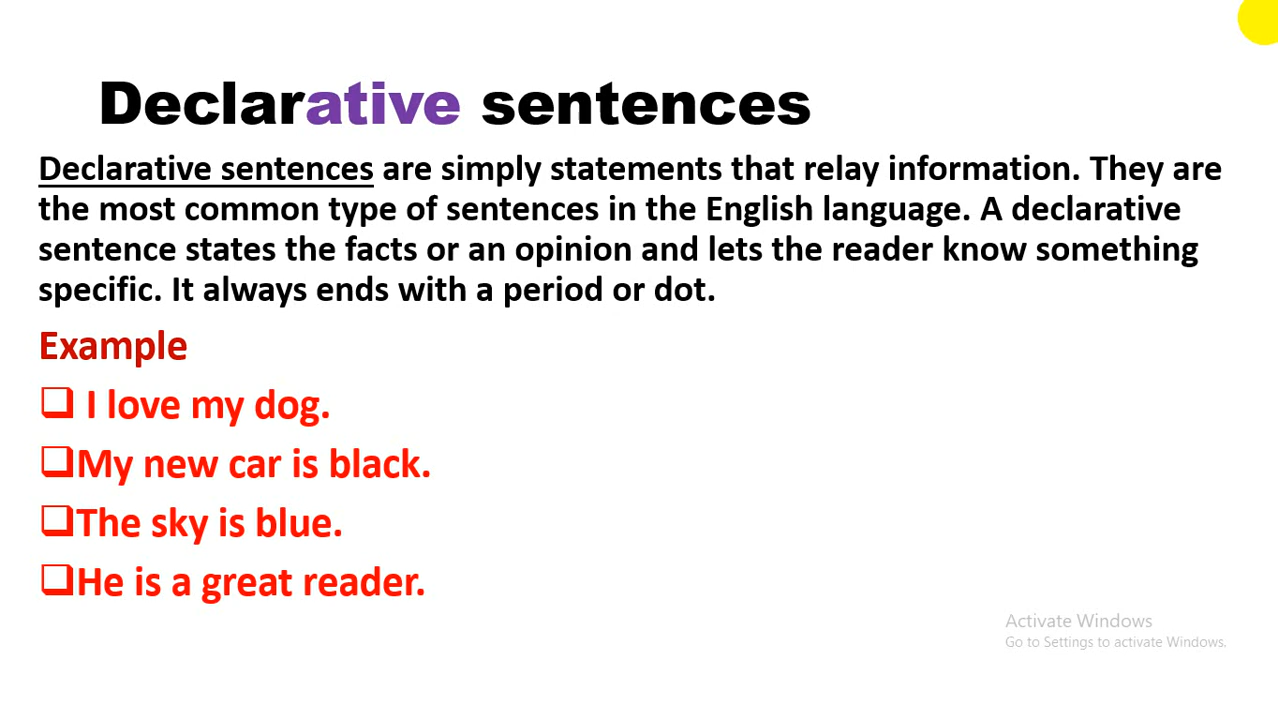 Declarative sentences
Declarative sentences are simply statements that relay information. They are
the most common type of sentences in the English language. A declarative
sentence states the facts or an opinion and lets the reader know something
specific. It always ends with a period or dot.
Example
❑ I love my dog.
❑My new car is black.
❑The sky is blue.
❑He is a great reader.
Activate Windows
Go to Settings to activate Windows.